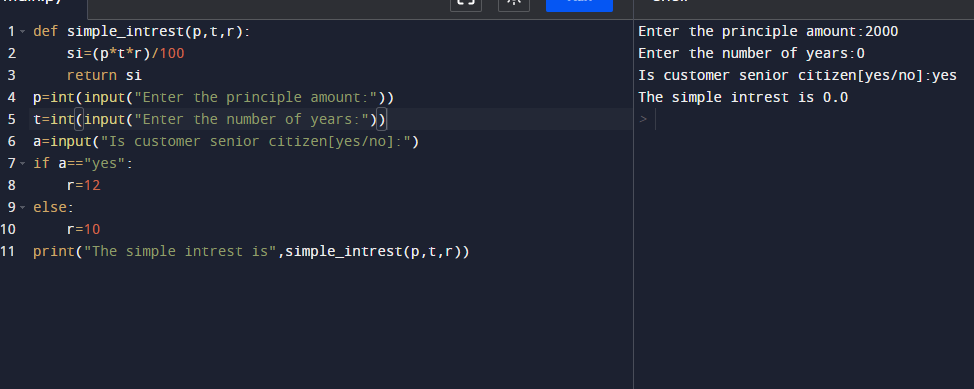 1 def simple_intrest(p,t,r):
2     si=(p*t*r)/100
3     return si
4 p=int(input("Enter the principle amount:"))
5 t=int(input("Enter the number of years:"))
6 a=input("Is customer senior citizen[yes/no]:")
7 if a=="yes":
8     r=12
9 else:
10     r=10
11 print("The simple intrest is",simple_intrest(p,t,r))
Enter the principle amount:2000
Enter the number of years:0
Is customer senior citizen[yes/no]:yes
The simple intrest is 0.0
>